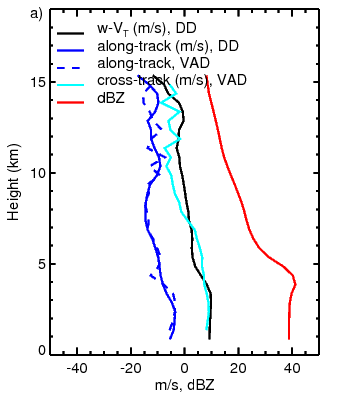 a)
w-V_T (m/s), DD
along-track (m/s), DD
along-track, VAD
cross-track (m/s), VAD
dBZ
15
10
5
0
Height (km)
-40 -20 0 20 40
m/s, dBZ